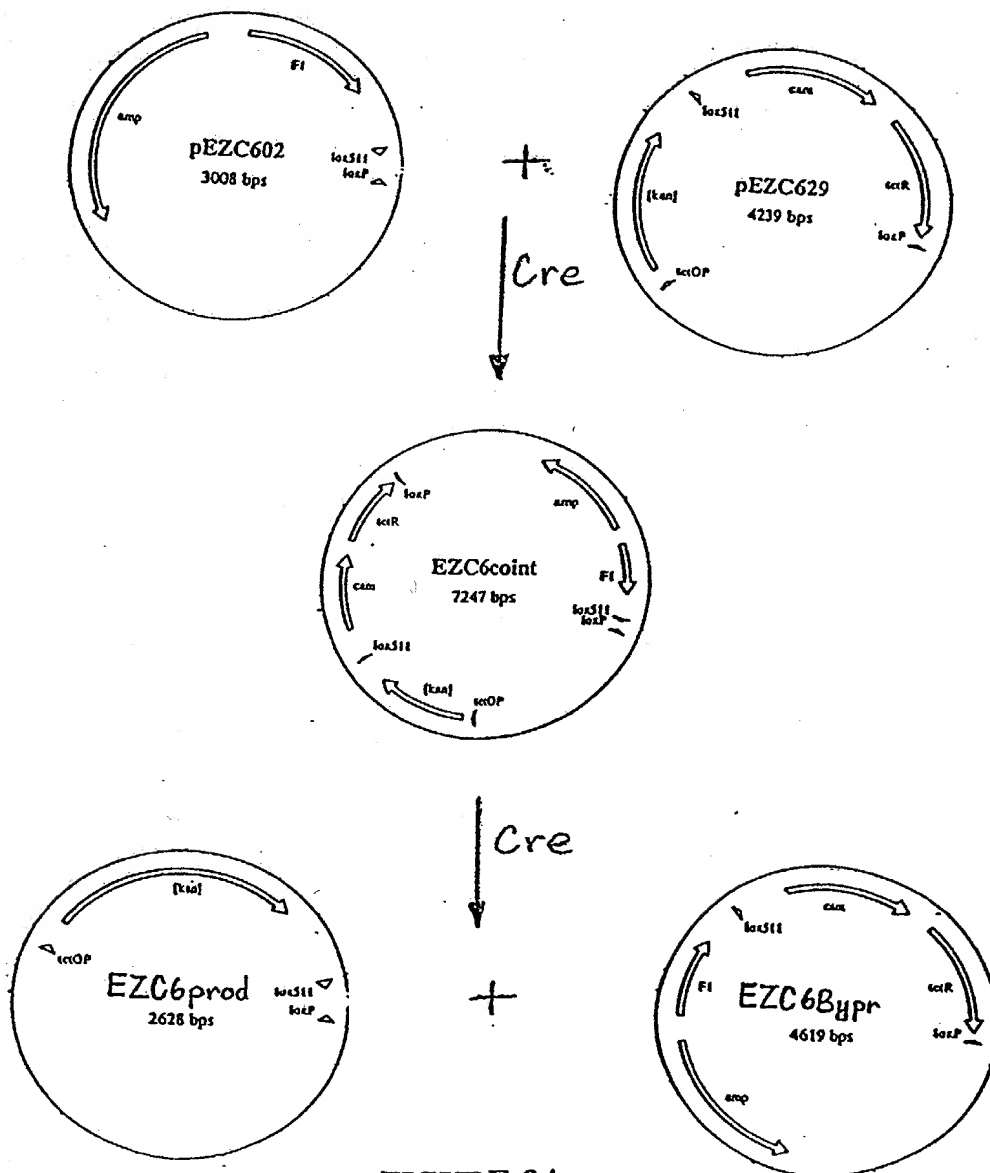 F1
amp
pEZC602
3008 bps
lox511
loxP
+
cam
lox511
tetR
[kan]
pEZC629
4239 bps
loxP
tetOP
Cre
loxP
tetR
amp
EZC6coint
7247 bps
cam
F1
lox511
loxP
lox511
[kan]
tetOP
Cre
[kan]
tetOP
EZC6prod
2628 bps
lox511
loxP
+
cam
lox511
F1
tetR
EZC6Bypr
4619 bps
loxP
amp